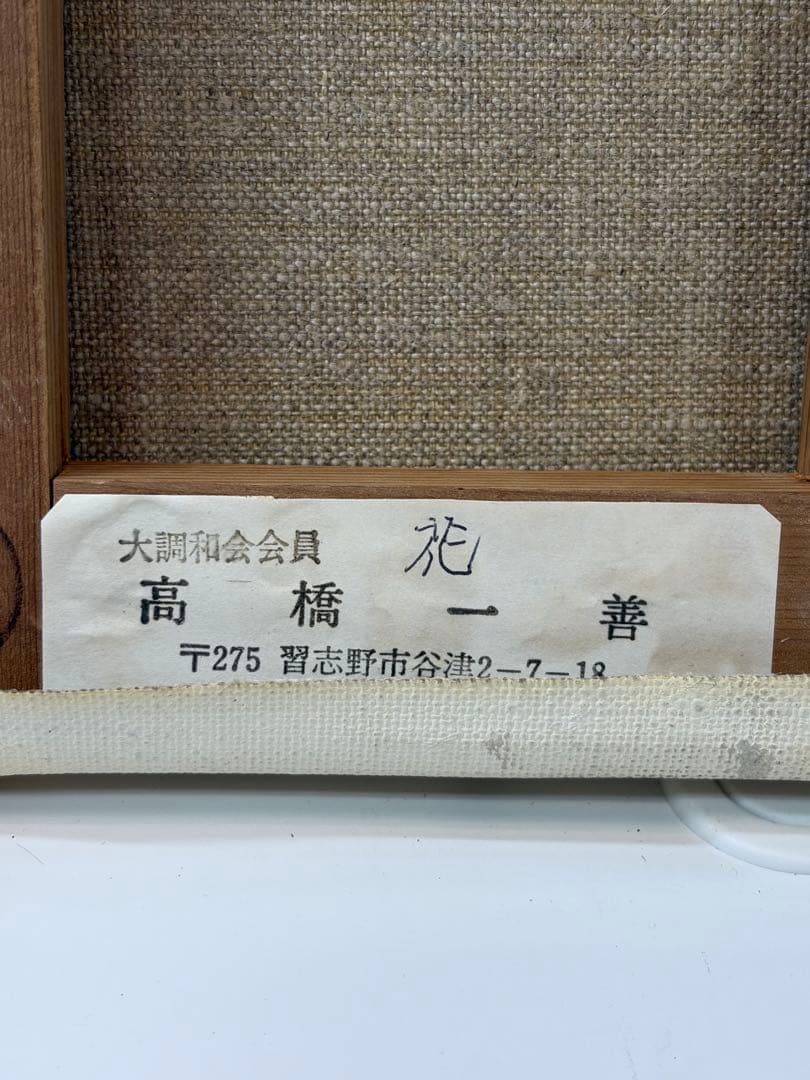 大調和会会員 花
高橋一善
〒275 習志野市谷津2-7-18